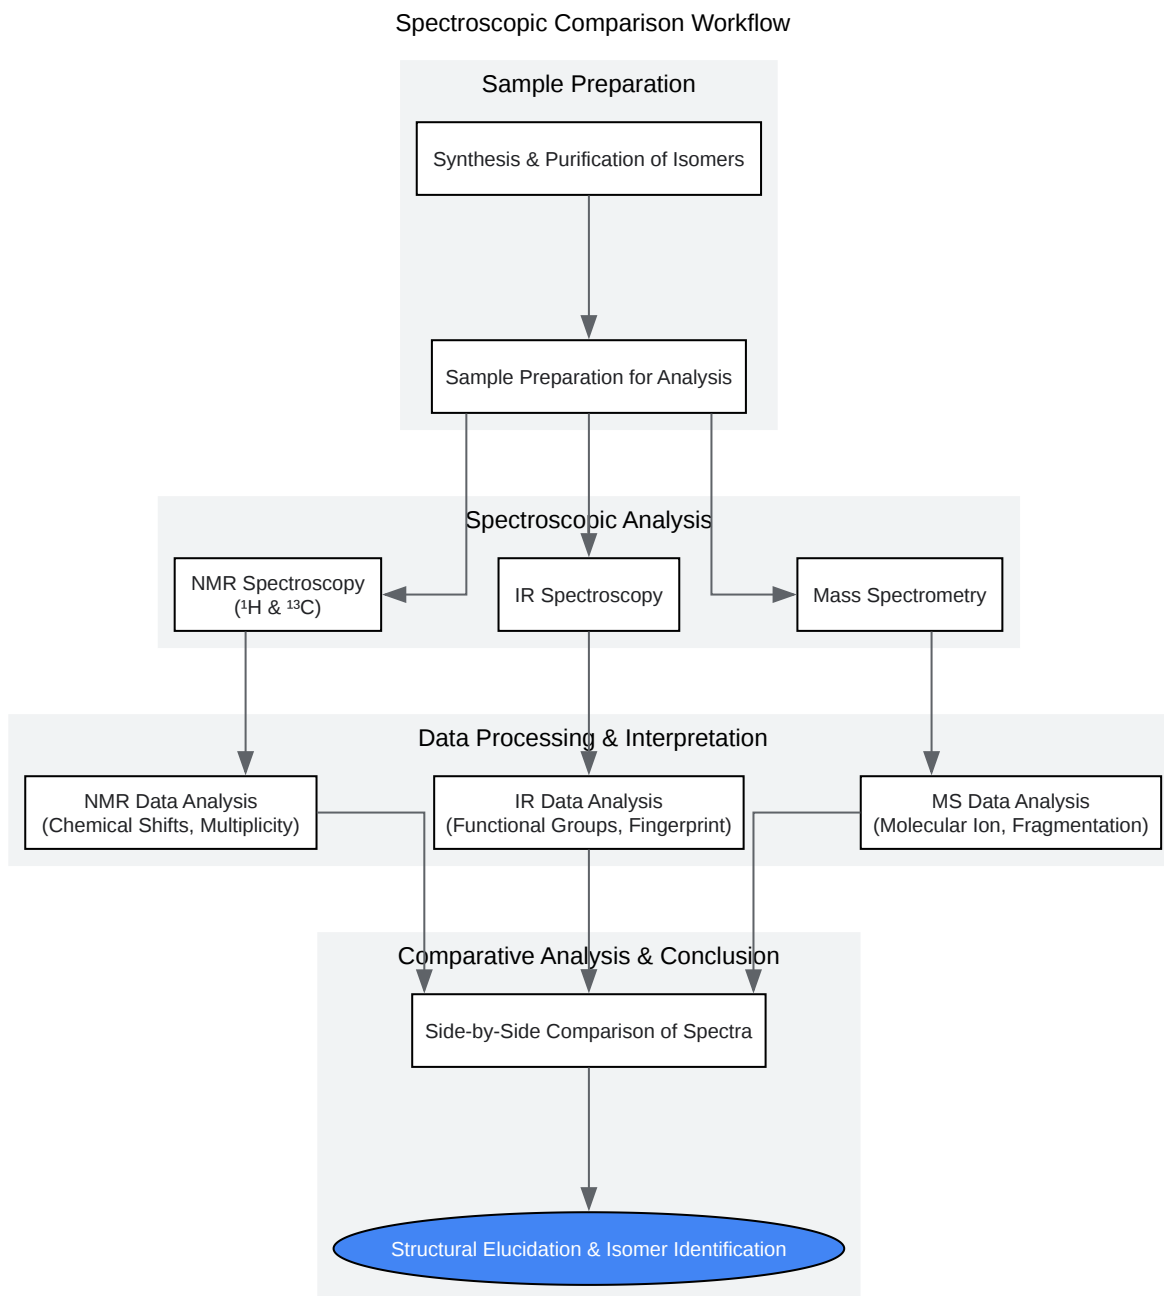 Spectroscopic Comparison Workflow
Sample Preparation
Synthesis & Purification of Isomers
Sample Preparation for Analysis
Spectroscopic Analysis
NMR Spectroscopy
(¹H & ¹³C)
IR Spectroscopy
Mass Spectrometry
Data Processing & Interpretation
NMR Data Analysis
(Chemical Shifts, Multiplicity)
IR Data Analysis
(Functional Groups, Fingerprint)
MS Data Analysis
(Molecular Ion, Fragmentation)
Comparative Analysis & Conclusion
Side-by-Side Comparison of Spectra
Structural Elucidation & Isomer Identification